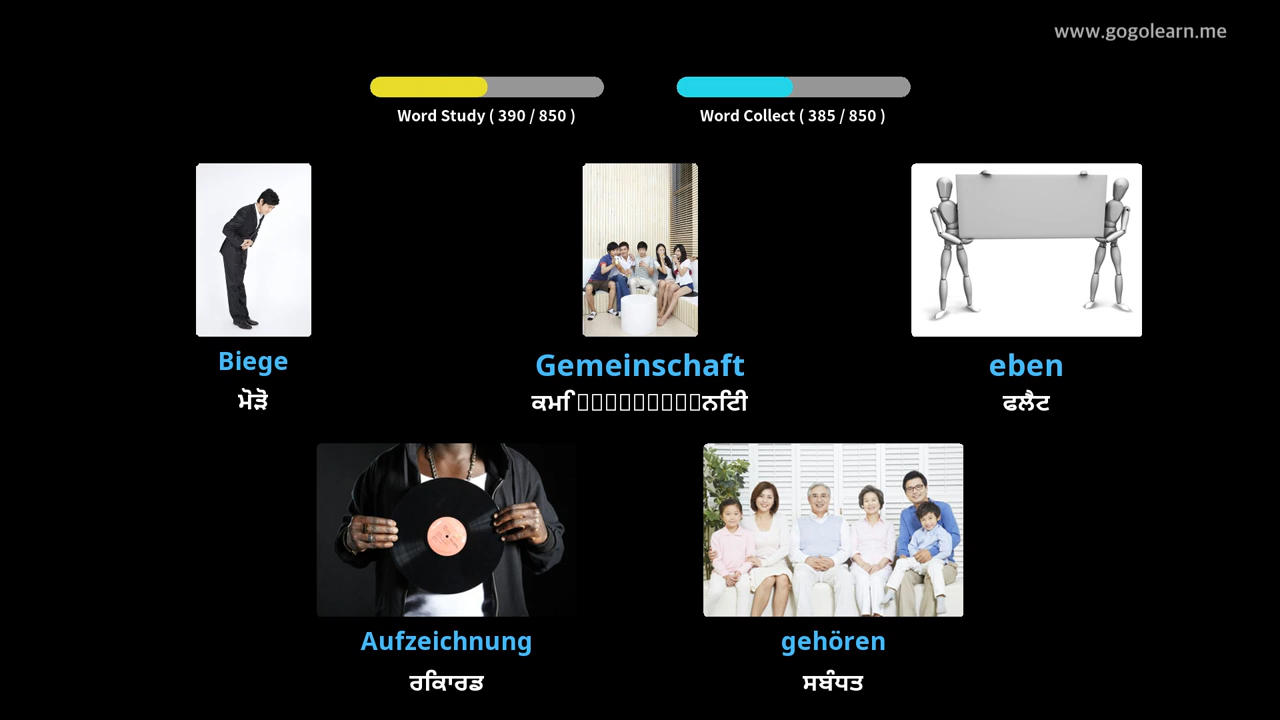 www.gogolearn.me
Word Study ( 390 / 850 )
Word Collect ( 385 / 850 )
Biege
ਮੋੜੋ
Gemeinschaft
eben
ਫਲੈਟ
Aufzeichnung
ਰਿਕਾਰਡ
gehören
ਸਬੰਧਤ